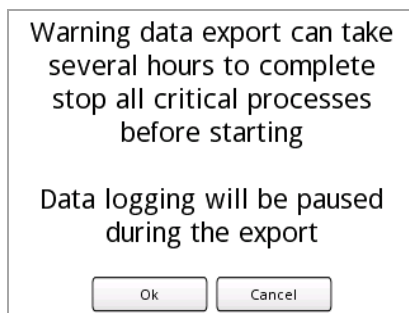 Warning data export can take
several hours to complete
stop all critical processes
before starting
Data logging will be paused
during the export
Ok
Cancel